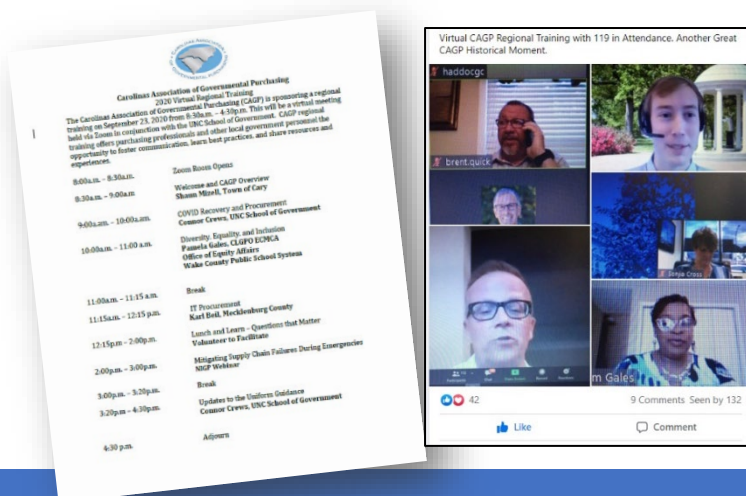 CAROLINAS ASSOCIATION
OF GOVERNMENTAL PURCHASING
Carolinas Association of Governmental Purchasing
2020 Virtual Regional Training
The Carolinas Association of Governmental Purchasing (CAGP) is sponsoring a regional
training on September 23, 2020 from 8:30a.m. – 4:30p.m. This will be a virtual meeting
held via Zoom in conjunction with the UNC School of Government. CAGP regional
training offers purchasing professionals and other local government personnel the
opportunity to foster communication, learn best practices, and share resources and
experiences.
8:00a.m. – 8:30a.m. Zoom Room Opens
8:30a.m. – 9:00a.m Welcome and CAGP Overview
Shaun Mizell, Town of Cary
9:00a.am. – 10:00a.am. COVID Recovery and Procurement
Connor Crews, UNC School of Government
10:00a.m. – 11:00 a.m. Diversity, Equality, and Inclusion
Pamela Gales, CLGPO ECMCA
Office of Equity Affairs
Wake County Public School System
11:00a.m. – 11:15 a.m. Break
11:15a.m. – 12:15 p.m. IT Procurement
Karl Beil, Mecklenburg County
12:15p.m – 2:00p.m. Lunch and Learn – Questions that Matter
Volunteer to Facilitate
2:00p.m. – 3:00p.m. Mitigating Supply Chain Failures During Emergencies
NIGP Webinar
3:00p.m. – 3:20p.m. Break
3:20p.m – 4:30p.m. Updates to the Uniform Guidance
Connor Crews, UNC School of Government
4:30 p.m. Adjourn
Virtual CAGP Regional Training with 119 in Attendance. Another Great
CAGP Historical Moment.
haddocgc
brent.quick
Sonja Cross
m Gales
42 9 Comments Seen by 132
Like Comment